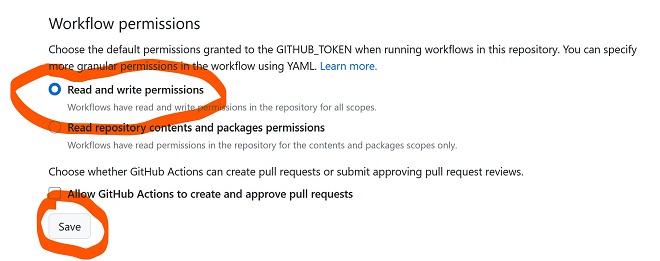 Workflow permissions
Choose the default permissions granted to the GITHUB_TOKEN when running workflows in this repository. You can specify
more granular permissions in the workflow using YAML. Learn more.
Read and write permissions
Workflows have read and write permissions in the repository for all scopes.
Read repository contents and packages permissions
Workflows have read permissions in the repository for the contents and packages scopes only.
Choose whether GitHub Actions can create pull requests or submit approving pull request reviews.
Allow GitHub Actions to create and approve pull requests
Save